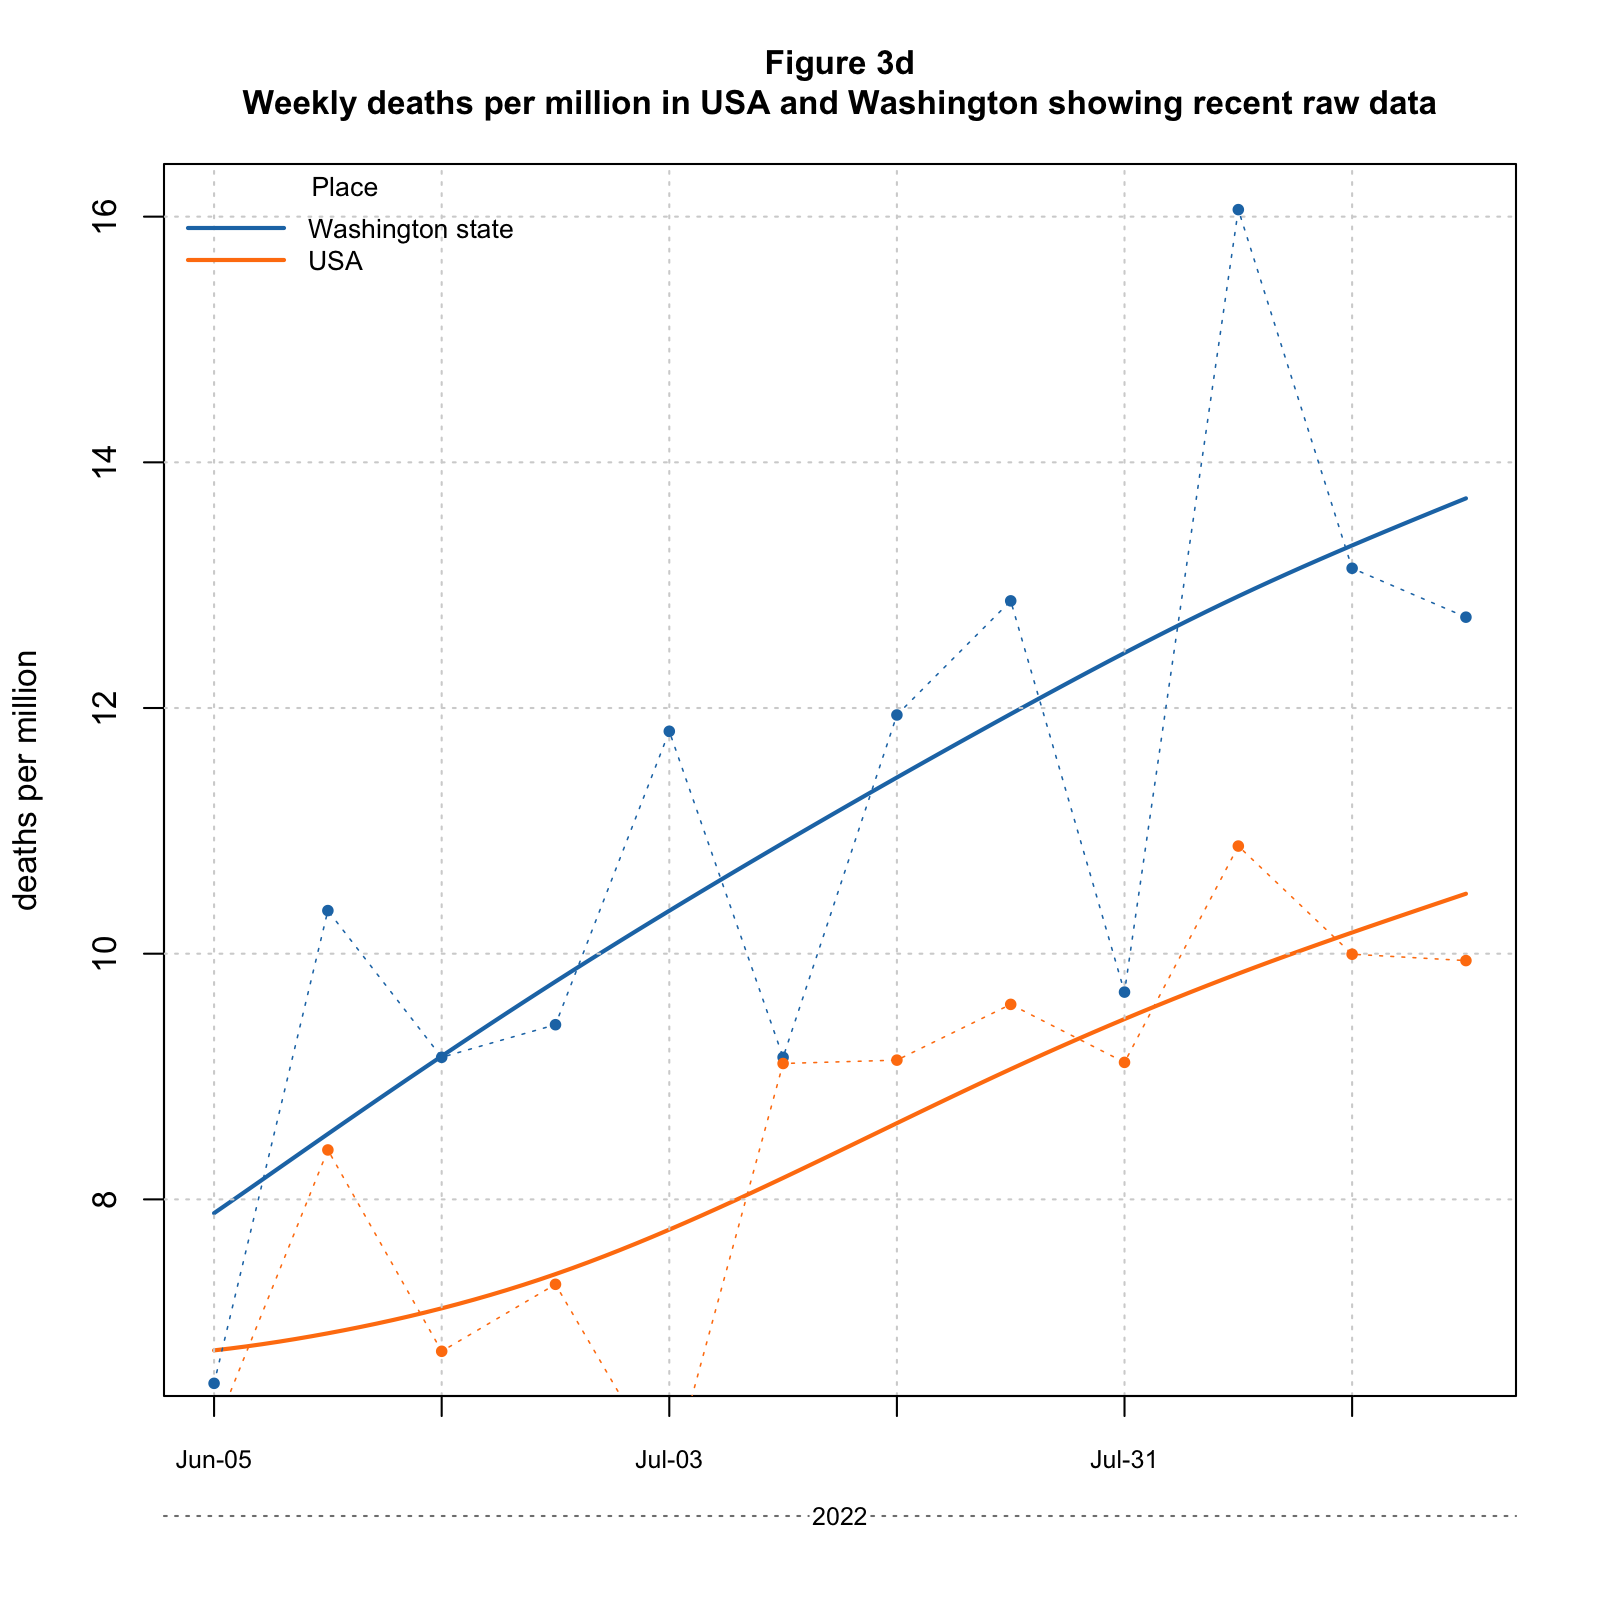 Figure 3d
Weekly deaths per million in USA and Washington showing recent raw data
Place
Washington state
USA
deaths per million
16
14
12
10
8
Jun-05
Jul-03
Jul-31
2022